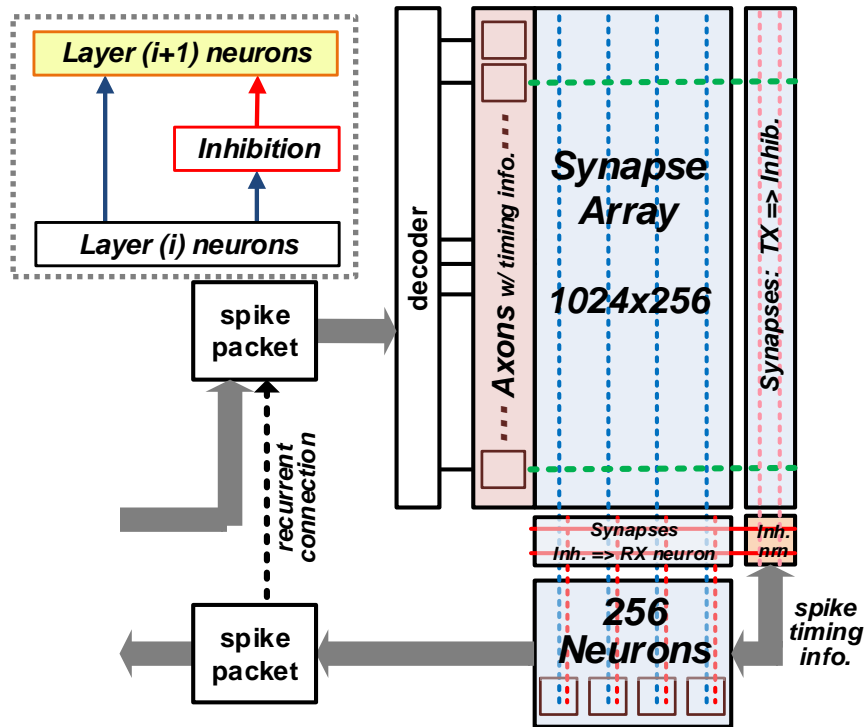 Layer (i+1) neurons
Inhibition
Layer (i) neurons
spike
packet
recurrent
connection
spike
packet
decoder
Axons w/ timing info.
Synapse
Array
1024x256
Synapses: TX => Inhib.
Synapses
Inh. => RX neuron
Inh.
nrn
256
Neurons
spike
timing
info.